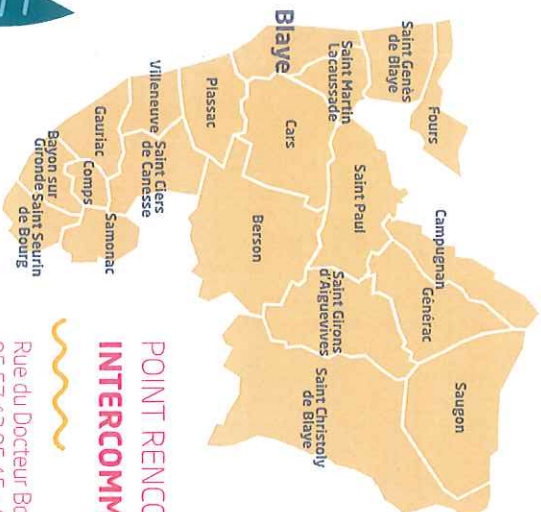 Fours
Saint Genès
de Blaye
Saint Martin
Lacaussade
Blaye
Cars
Plassac
Villeneuve
Saint Ciers
de Canesse
Gauriac
Comps
Bayon sur
Gironde
Samonac
Saint Seurin
de Bourg
Berson
Saint Paul
Campugnan
Générac
Saint Girons
d'Aiguevives
Saugon
Saint Christoly
de Blaye
POINT RENCO
INTERCOMM
Rue du Docteur Bo